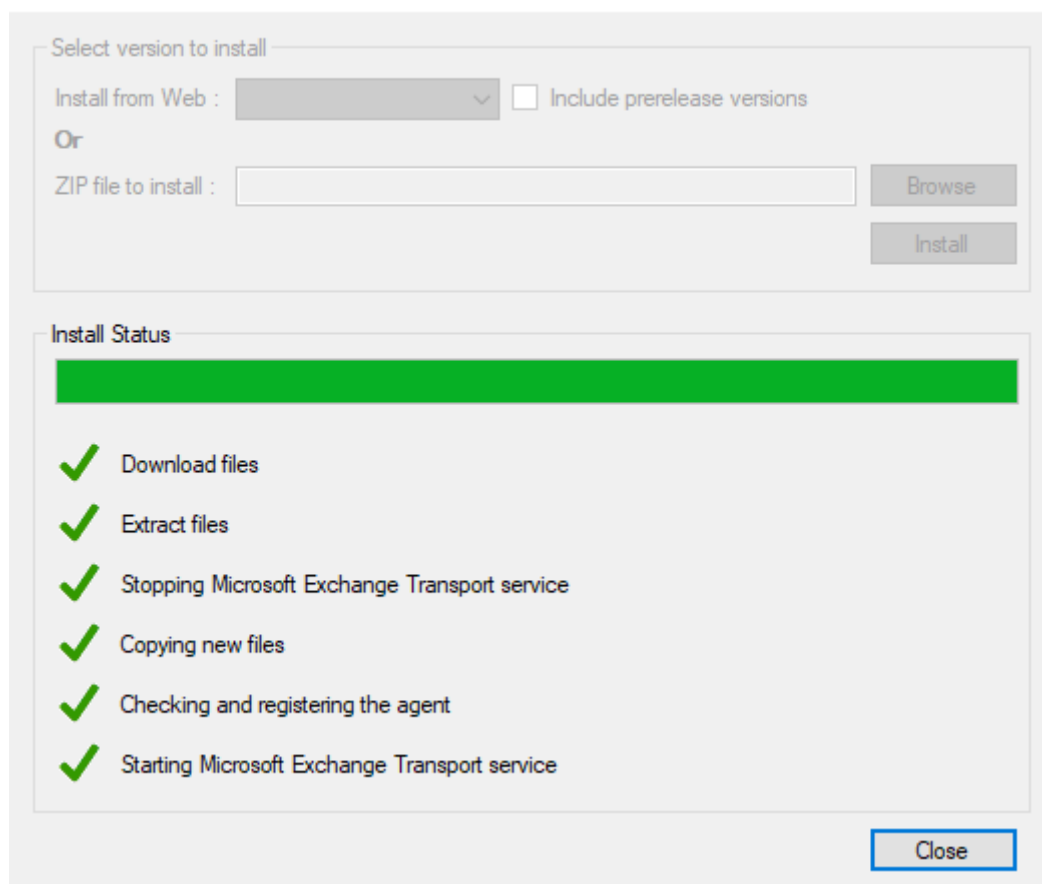 Select version to install
Install from Web : Include prerelease versions
Or
ZIP file to install : Browse
Install
Install Status
Download files
Extract files
Stopping Microsoft Exchange Transport service
Copying new files
Checking and registering the agent
Starting Microsoft Exchange Transport service
Close